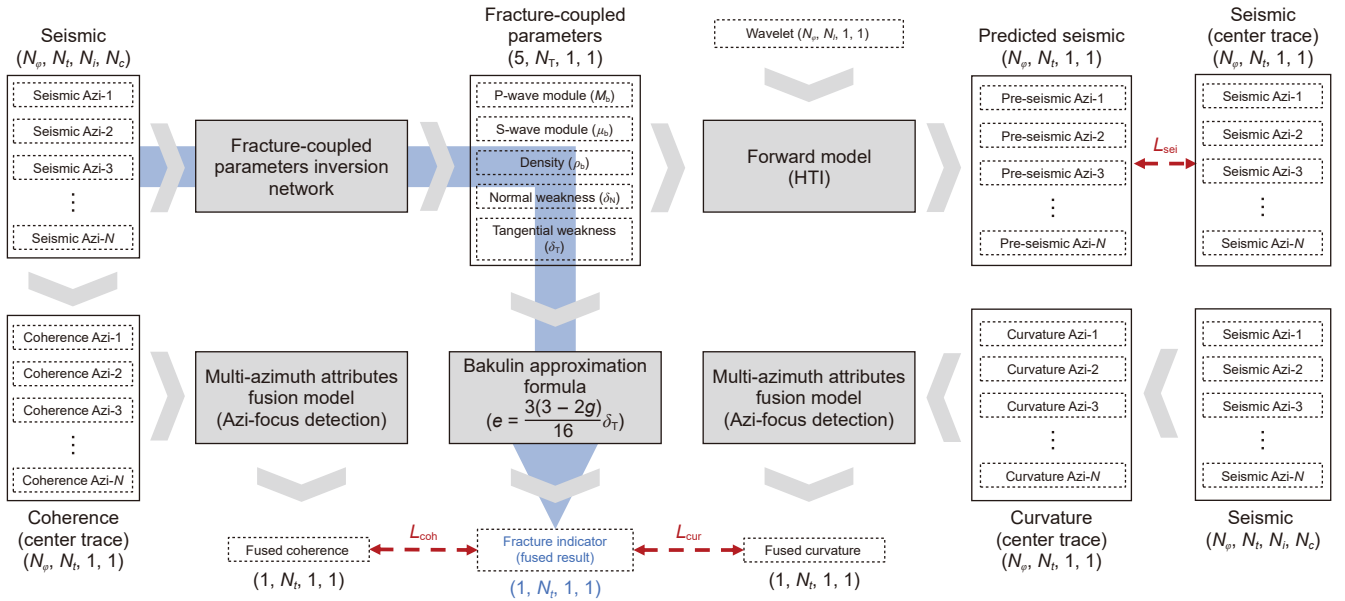 Seismic
(Nφ, Nt, Ni, Nc)
Seismic Azi-1
Seismic Azi-2
Seismic Azi-3
⋮
Seismic Azi-N
Fracture-coupled
parameters inversion
network
Fracture-coupled
parameters
(5, NT, 1, 1)
P-wave module (Mb)
S-wave module (μb)
Density (ρb)
Normal weakness (δN)
Tangential weakness
(δT)
Wavelet (Nφ, Ni, 1, 1)
Forward model
(HTI)
Predicted seismic
(Nφ, Nt, 1, 1)
Pre-seismic Azi-1
Pre-seismic Azi-2
Pre-seismic Azi-3
⋮
Pre-seismic Azi-N
Lsei
Seismic
(center trace)
(Nφ, Nt, 1, 1)
Seismic Azi-1
Seismic Azi-2
Seismic Azi-3
⋮
Seismic Azi-N
Coherence Azi-1
Coherence Azi-2
Coherence Azi-3
⋮
Coherence Azi-N
Coherence
(center trace)
(Nφ, Nt, 1, 1)
Multi-azimuth attributes
fusion model
(Azi-focus detection)
Bakulin approximation
formula
(e = 3(3 − 2g)/16 δT)
Multi-azimuth attributes
fusion model
(Azi-focus detection)
Curvature Azi-1
Curvature Azi-2
Curvature Azi-3
⋮
Curvature Azi-N
Curvature
(center trace)
(Nφ, Nt, 1, 1)
Seismic Azi-1
Seismic Azi-2
Seismic Azi-3
⋮
Seismic Azi-N
Seismic
(Nφ, Nt, Ni, Nc)
Fused coherence
(1, Nt, 1, 1)
Lcoh
Fracture indicator
(fused result)
(1, Nt, 1, 1)
Lcur
Fused curvature
(1, Nt, 1, 1)